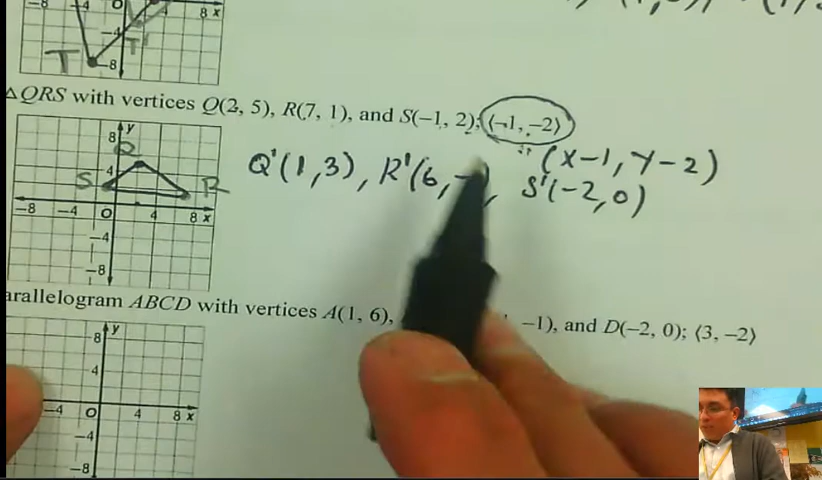 -8 O 8 x
-4
T T'
-8
△QRS with vertices Q(2, 5), R(7, 1), and S(−1, 2); ⟨−1, −2⟩
(x-1, y-2)
Q'(1,3), R'(6,- , S'(-2,0)
8 y
Q
4
S R
-8 -4 O 4 8 x
-4
-8
arallelogram ABCD with vertices A(1, 6), −1), and D(−2, 0); ⟨3, −2⟩
8 y
4
-4 O 4 8 x
-4
-8